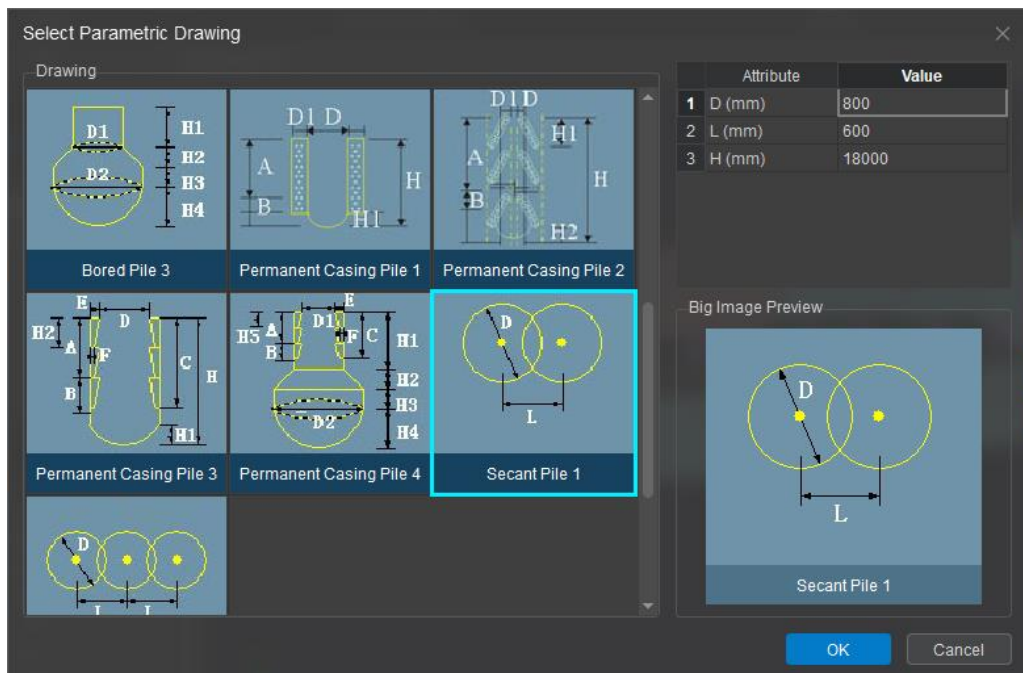 Select Parametric Drawing
Drawing
D1
H1
H2
D2
H3
H4
Bored Pile 3
D1 D
A
H
B
H1
Permanent Casing Pile 1
D1 D
H1
A
H
B
H2
Permanent Casing Pile 2
E
D
H2
A
F
C
H
B
H1
Permanent Casing Pile 3
E
D1
H5
A
F
C
H1
B
H2
H3
D2
H4
Permanent Casing Pile 4
D
L
Secant Pile 1
D
L L
Attribute Value
1 D (mm) 800
2 L (mm) 600
3 H (mm) 18000
Big Image Preview
D
L
Secant Pile 1
OK Cancel